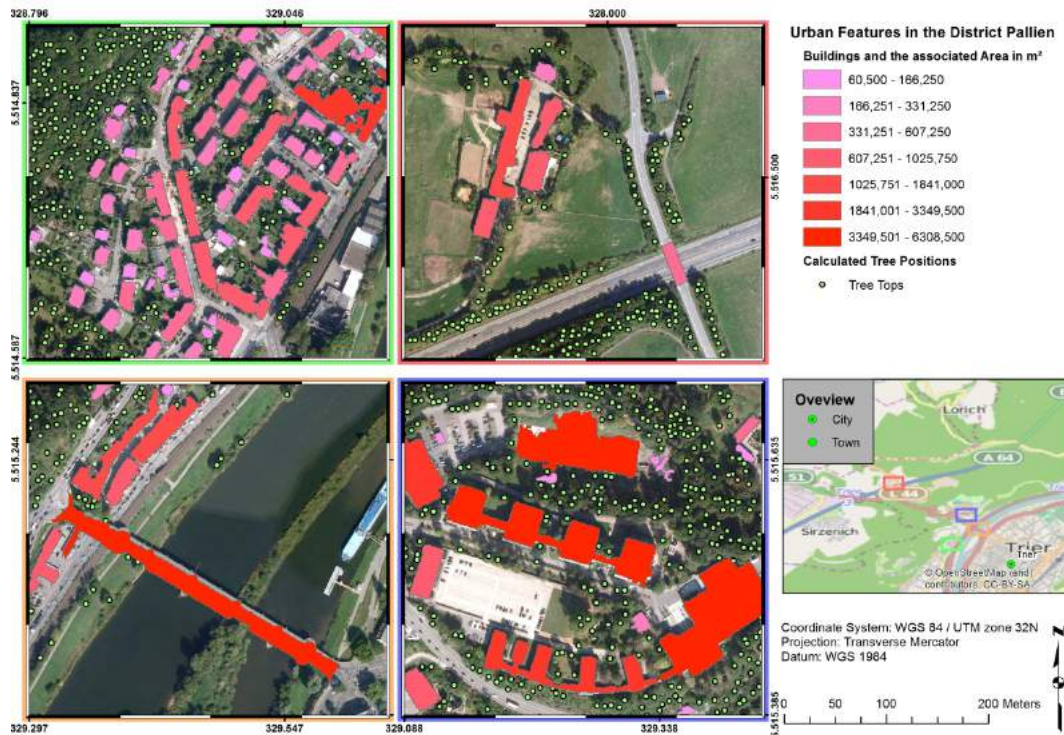 328.796
329.046
328.000
5.514.837
5.514.587
5.516.500
Urban Features in the District Pallien
Buildings and the associated Area in m²
60,500 - 166,250
166,251 - 331,250
331,251 - 607,250
607,251 - 1025,750
1025,751 - 1841,000
1841,001 - 3349,500
3349,501 - 6308,500
Calculated Tree Positions
Tree Tops
5.515.244
5.515.635
5.515.385
329.297
329.547
329.088
329.338
Oveview
City
Town
Lorich
A 64
51
L 44
Sirzenich
Trier
Trier
© OpenStreetMap (and)
contributors, CC-BY-SA
Coordinate System: WGS 84 / UTM zone 32N
Projection: Transverse Mercator
Datum: WGS 1984
0 50 100 200 Meters